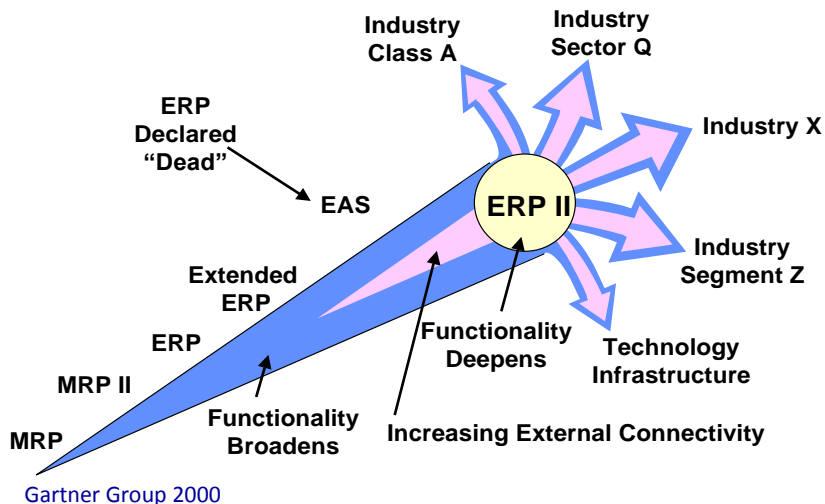 Industry
Class A
Industry
Sector Q
ERP
Declared
“Dead”
Industry X
EAS
ERP II
Industry
Segment Z
Extended
ERP
ERP
Functionality
Deepens
Technology
Infrastructure
MRP II
Functionality
Broadens
Increasing External Connectivity
MRP
Gartner Group 2000